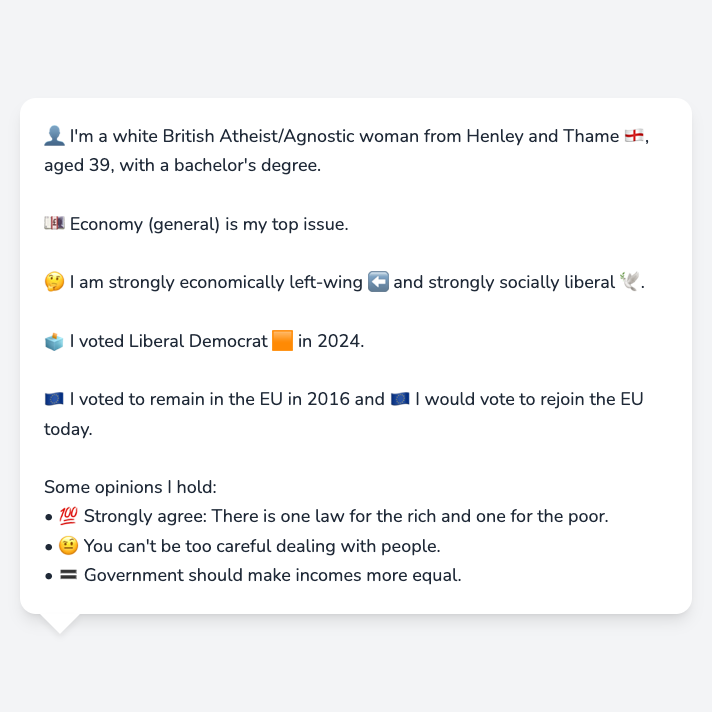 👤 I'm a white British Atheist/Agnostic woman from Henley and Thame 🏴󠁧󠁢󠁥󠁮󠁧󠁿,
aged 39, with a bachelor's degree.
💷 Economy (general) is my top issue.
🤔 I am strongly economically left-wing ⬅️ and strongly socially liberal 🕊️.
🗳️ I voted Liberal Democrat 🟧 in 2024.
🇪🇺 I voted to remain in the EU in 2016 and 🇪🇺 I would vote to rejoin the EU
today.
Some opinions I hold:
• 💯 Strongly agree: There is one law for the rich and one for the poor.
• 🤨 You can't be too careful dealing with people.
• 🟰 Government should make incomes more equal.